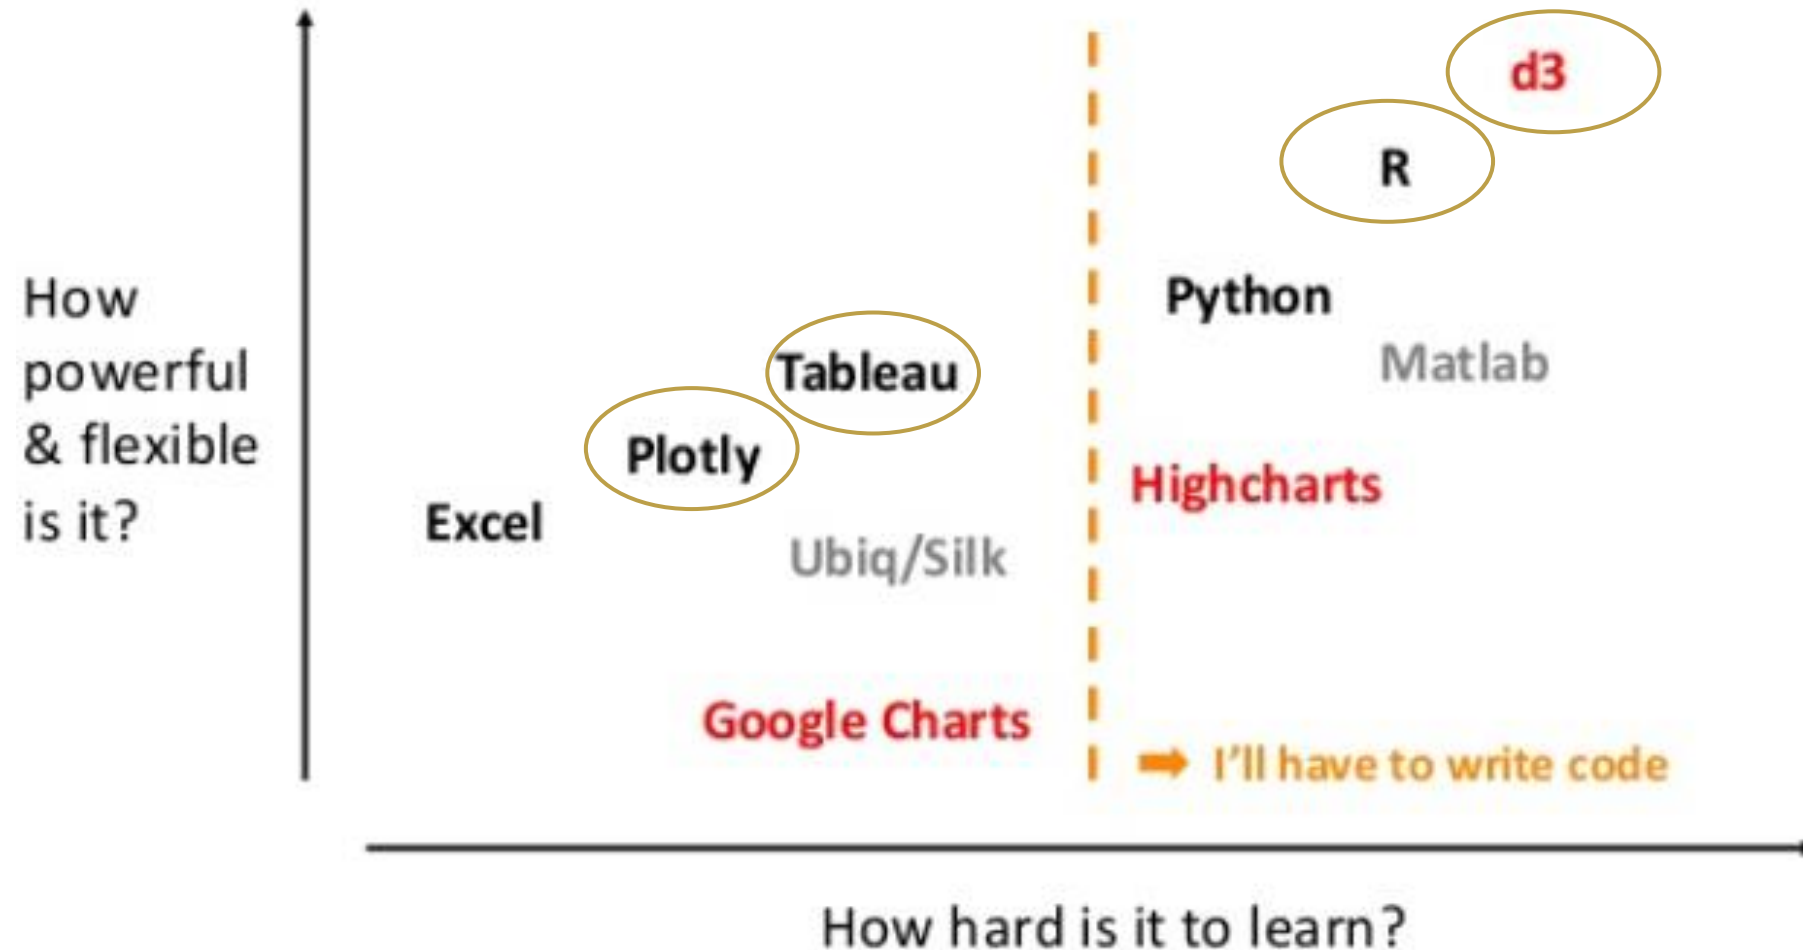 How
powerful
& flexible
is it?
d3
R
Python
Matlab
Tableau
Plotly
Highcharts
Excel
Ubiq/Silk
Google Charts
I'll have to write code
How hard is it to learn?